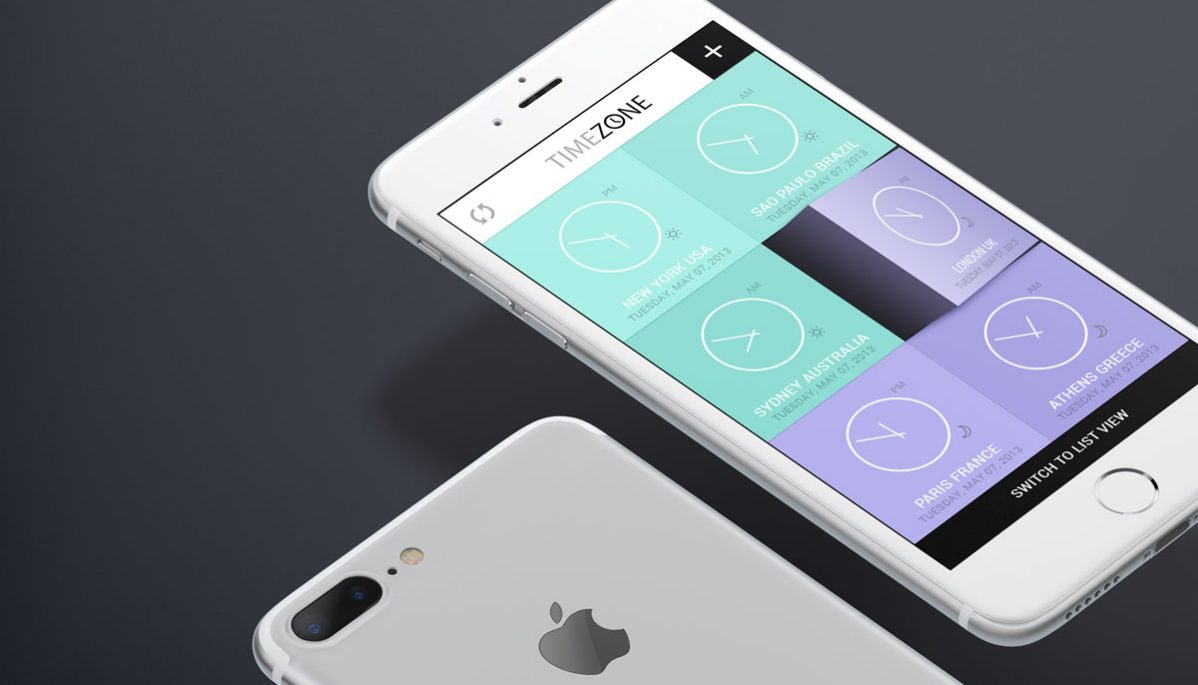 TIMEZONE
AM
SAO PAULO BRAZIL
TUESDAY, MAY 07, 2013
PM
NEW YORK USA
TUESDAY, MAY 07, 2013
PM
LONDON UK
TUESDAY, MAY 07, 2013
AM
SYDNEY AUSTRALIA
TUESDAY, MAY 07, 2013
AM
ATHENS GREECE
TUESDAY, MAY 07, 2013
PM
PARIS FRANCE
TUESDAY, MAY 07, 2013
SWITCH TO LIST VIEW